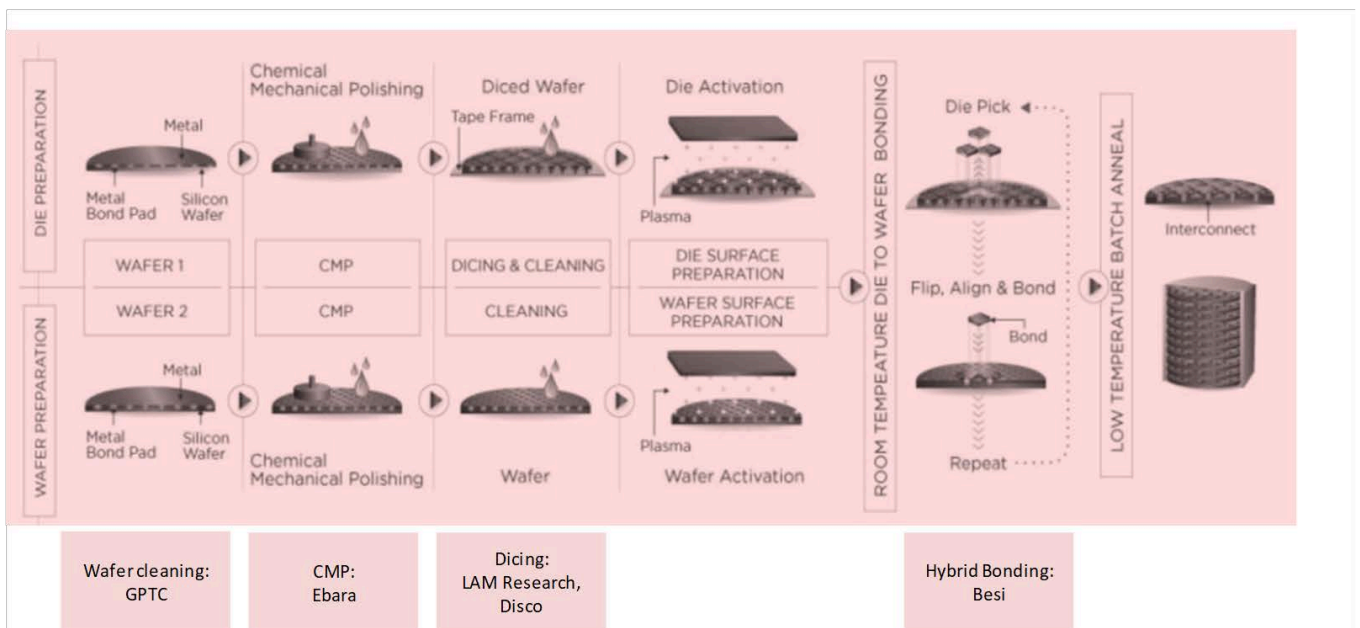 DIE PREPARATION
Metal
Metal
Bond Pad
Silicon
Wafer
Chemical
Mechanical Polishing
Diced Wafer
Tape Frame
Die Activation
Plasma
WAFER 1
CMP
DICING & CLEANING
DIE SURFACE
PREPARATION
WAFER 2
CMP
CLEANING
WAFER SURFACE
PREPARATION
WAFER PREPARATION
Metal
Metal
Bond Pad
Silicon
Wafer
Chemical
Mechanical Polishing
Wafer
Plasma
Wafer Activation
ROOM TEMPEATURE DIE TO WAFER BONDING
Die Pick
Flip, Align & Bond
Bond
Repeat
LOW TEMPERATURE BATCH ANNEAL
Interconnect
Wafer cleaning:
GPTC
CMP:
Ebara
Dicing:
LAM Research,
Disco
Hybrid Bonding:
Besi